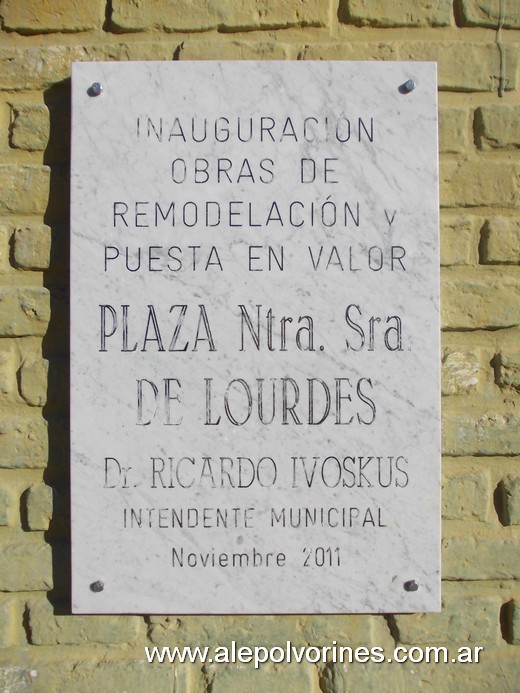 INAUGURACIÓN
OBRAS DE
REMODELACIÓN y
PUESTA EN VALOR
PLAZA Ntra. Sra.
DE LOURDES
Dr. RICARDO IVOSKUS
INTENDENTE MUNICIPAL
Noviembre 2011
www.alepolvorines.com.ar